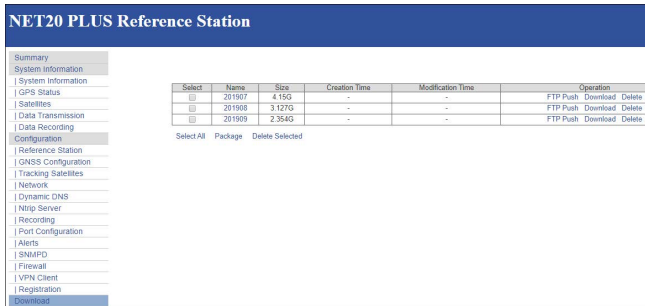 NET20 PLUS Reference Station
Summary
System Information
| System Information
| GPS Status
| Satellites
| Data Transmission
| Data Recording
Configuration
| Reference Station
| GNSS Configuration
| Tracking Satellites
| Network
| Dynamic DNS
| Ntrip Server
| Recording
| Port Configuration
| Alerts
| SNMPD
| Firewall
| VPN Client
| Registration
Download
Select Name Size Creation Time Modification Time Operation
201907 4.15G - - FTP Push Download Delete
201908 3.127G - - FTP Push Download Delete
201909 2.354G - - FTP Push Download Delete
Select All Package Delete Selected